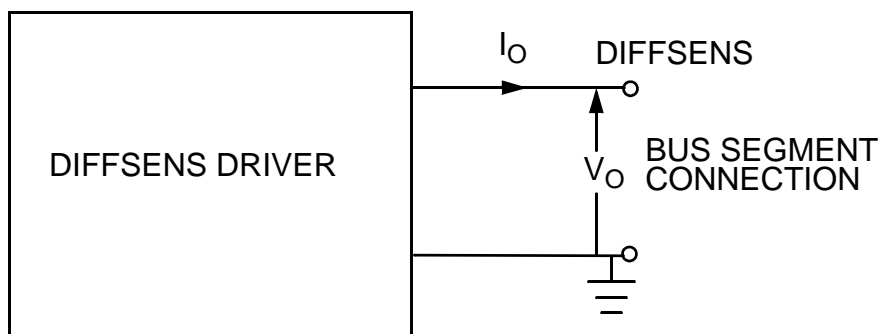 I_O
DIFFSENS
DIFFSENS DRIVER
V_O
BUS SEGMENT
CONNECTION